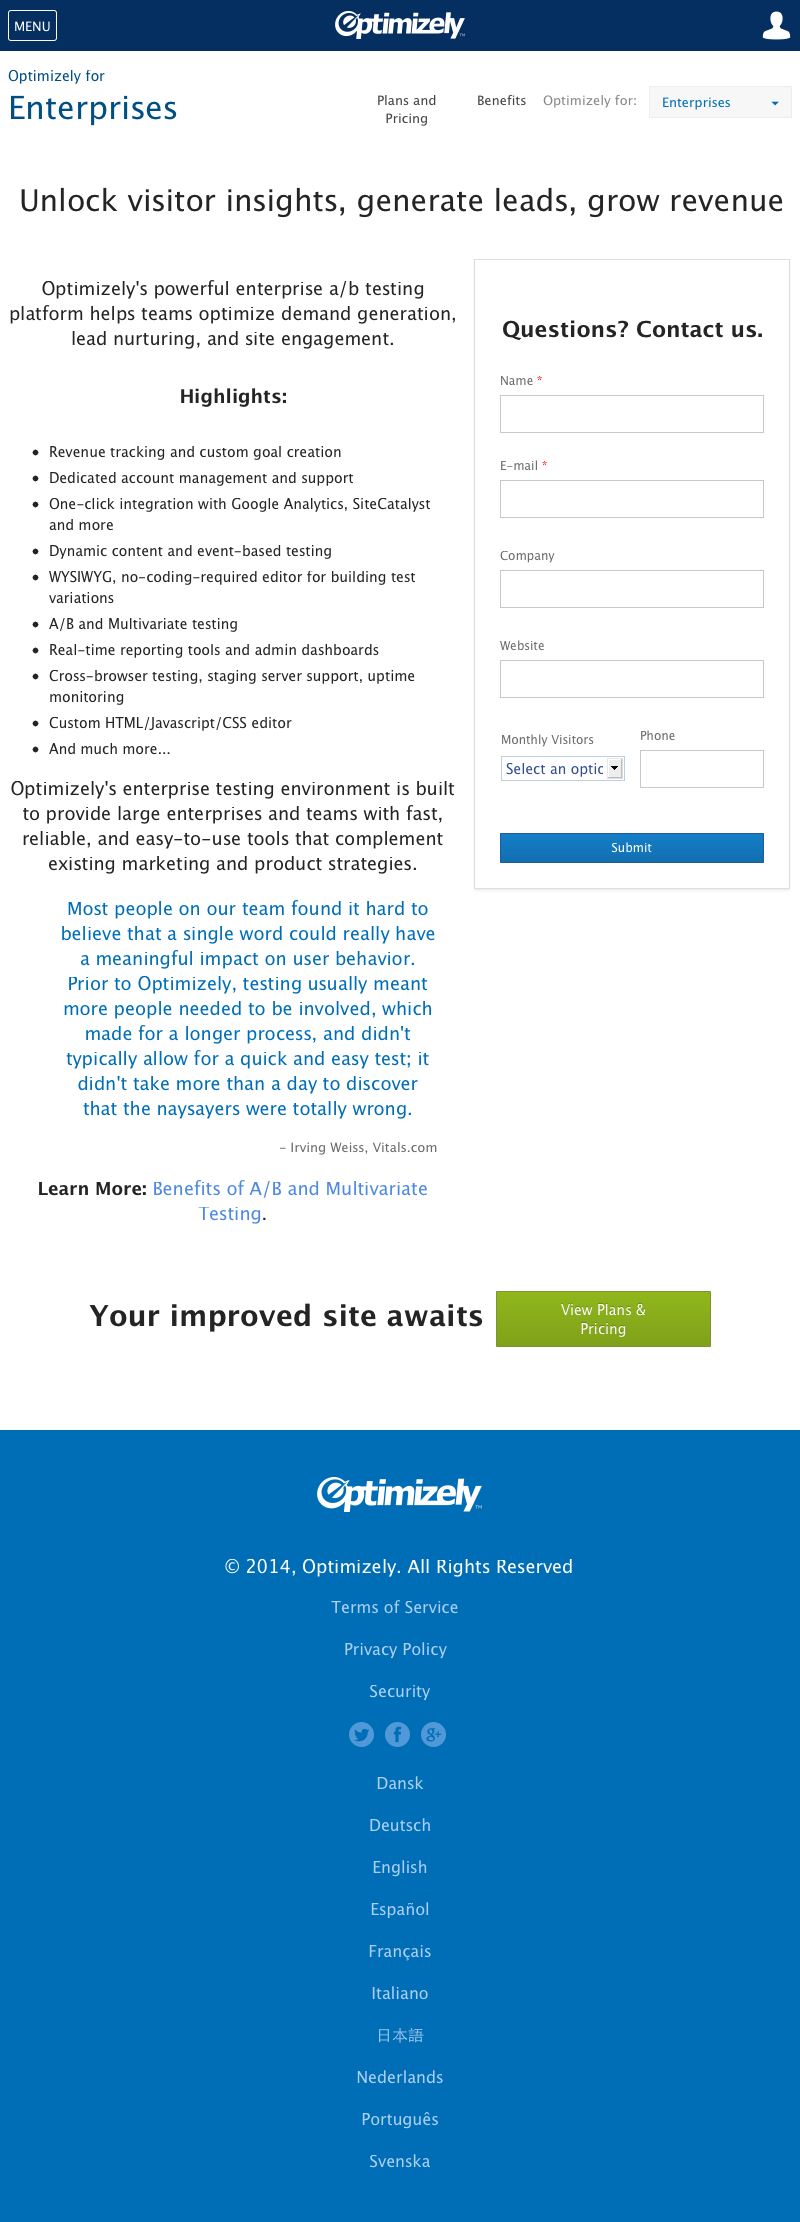 MENU
Optimizely™
Optimizely for
Enterprises
Plans and
Pricing
Benefits
Optimizely for:
Enterprises
Unlock visitor insights, generate leads, grow revenue
Optimizely's powerful enterprise a/b testing
platform helps teams optimize demand generation,
lead nurturing, and site engagement.
Highlights:
• Revenue tracking and custom goal creation
• Dedicated account management and support
• One-click integration with Google Analytics, SiteCatalyst
and more
• Dynamic content and event-based testing
• WYSIWYG, no-coding-required editor for building test
variations
• A/B and Multivariate testing
• Real-time reporting tools and admin dashboards
• Cross-browser testing, staging server support, uptime
monitoring
• Custom HTML/Javascript/CSS editor
• And much more...
Optimizely's enterprise testing environment is built
to provide large enterprises and teams with fast,
reliable, and easy-to-use tools that complement
existing marketing and product strategies.
Most people on our team found it hard to
believe that a single word could really have
a meaningful impact on user behavior.
Prior to Optimizely, testing usually meant
more people needed to be involved, which
made for a longer process, and didn't
typically allow for a quick and easy test; it
didn't take more than a day to discover
that the naysayers were totally wrong.
- Irving Weiss, Vitals.com
Learn More: Benefits of A/B and Multivariate
Testing.
Questions? Contact us.
Name *
E-mail *
Company
Website
Monthly Visitors
Select an optic
Phone
Submit
Your improved site awaits
View Plans &
Pricing
Optimizely™
© 2014, Optimizely. All Rights Reserved
Terms of Service
Privacy Policy
Security
Dansk
Deutsch
English
Español
Français
Italiano
日本語
Nederlands
Português
Svenska